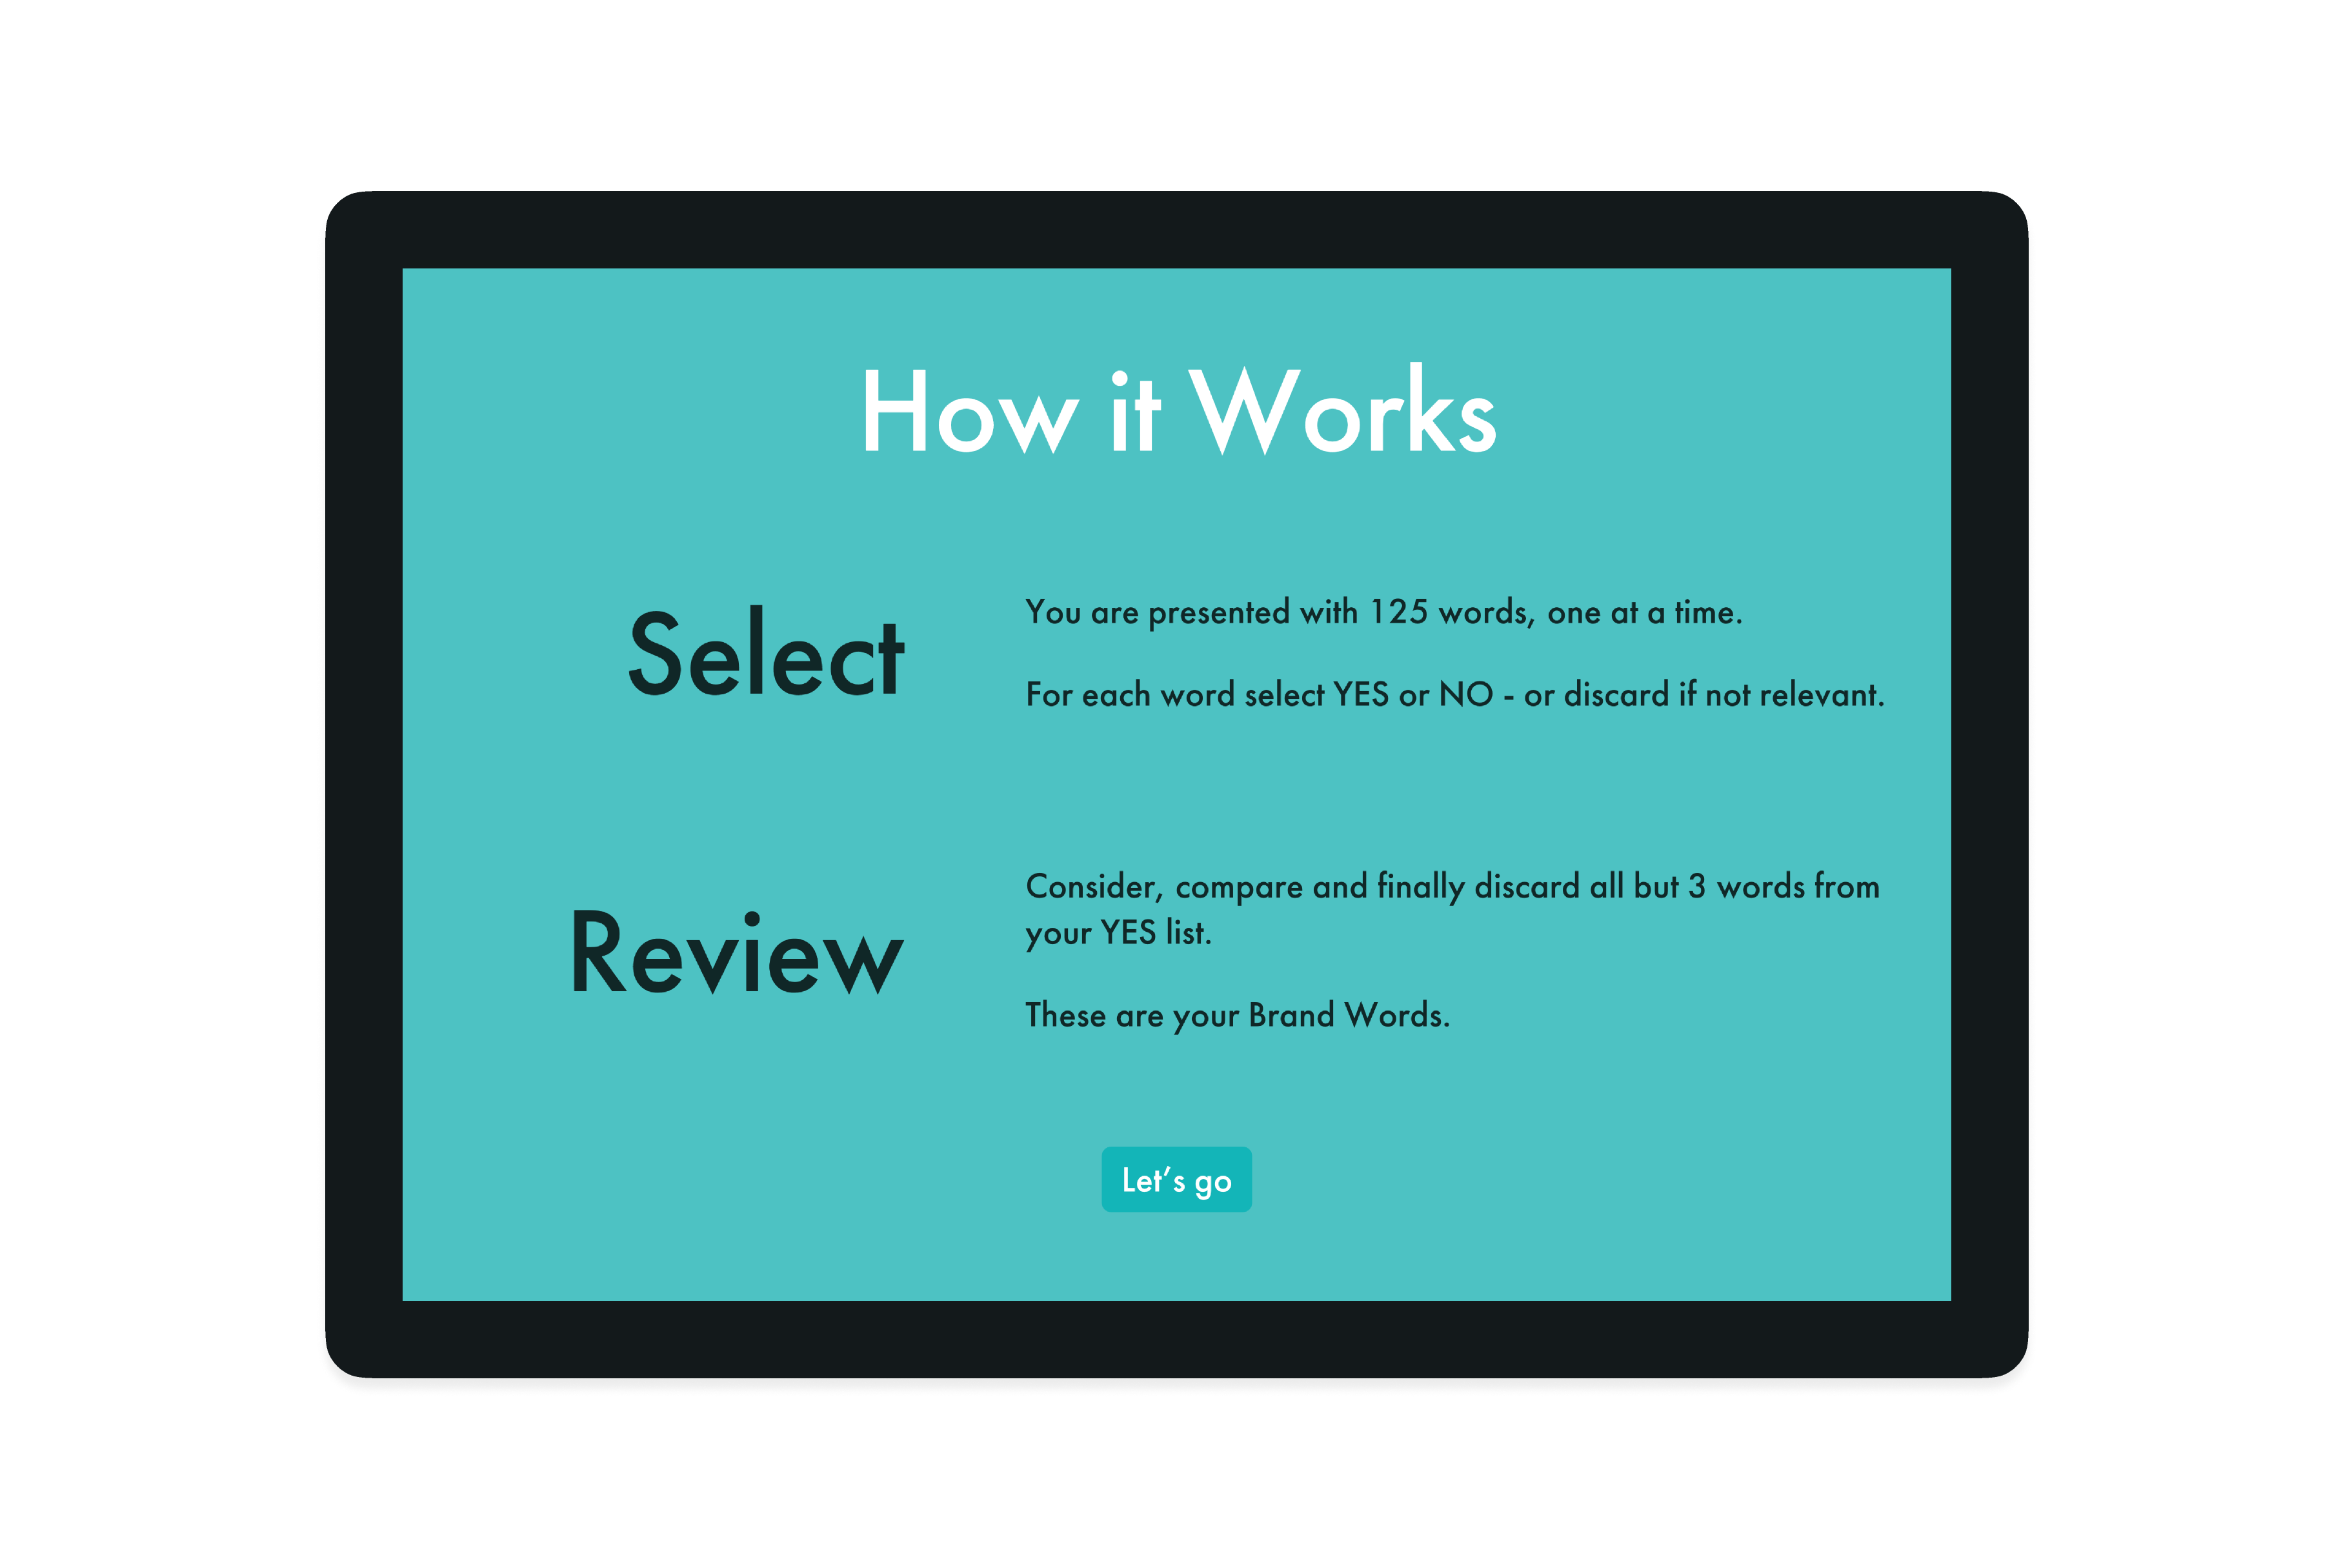 How it Works
Select
You are presented with 125 words, one at a time.
For each word select YES or NO - or discard if not relevant.
Review
Consider, compare and finally discard all but 3 words from
your YES list.
These are your Brand Words.
Let’s go